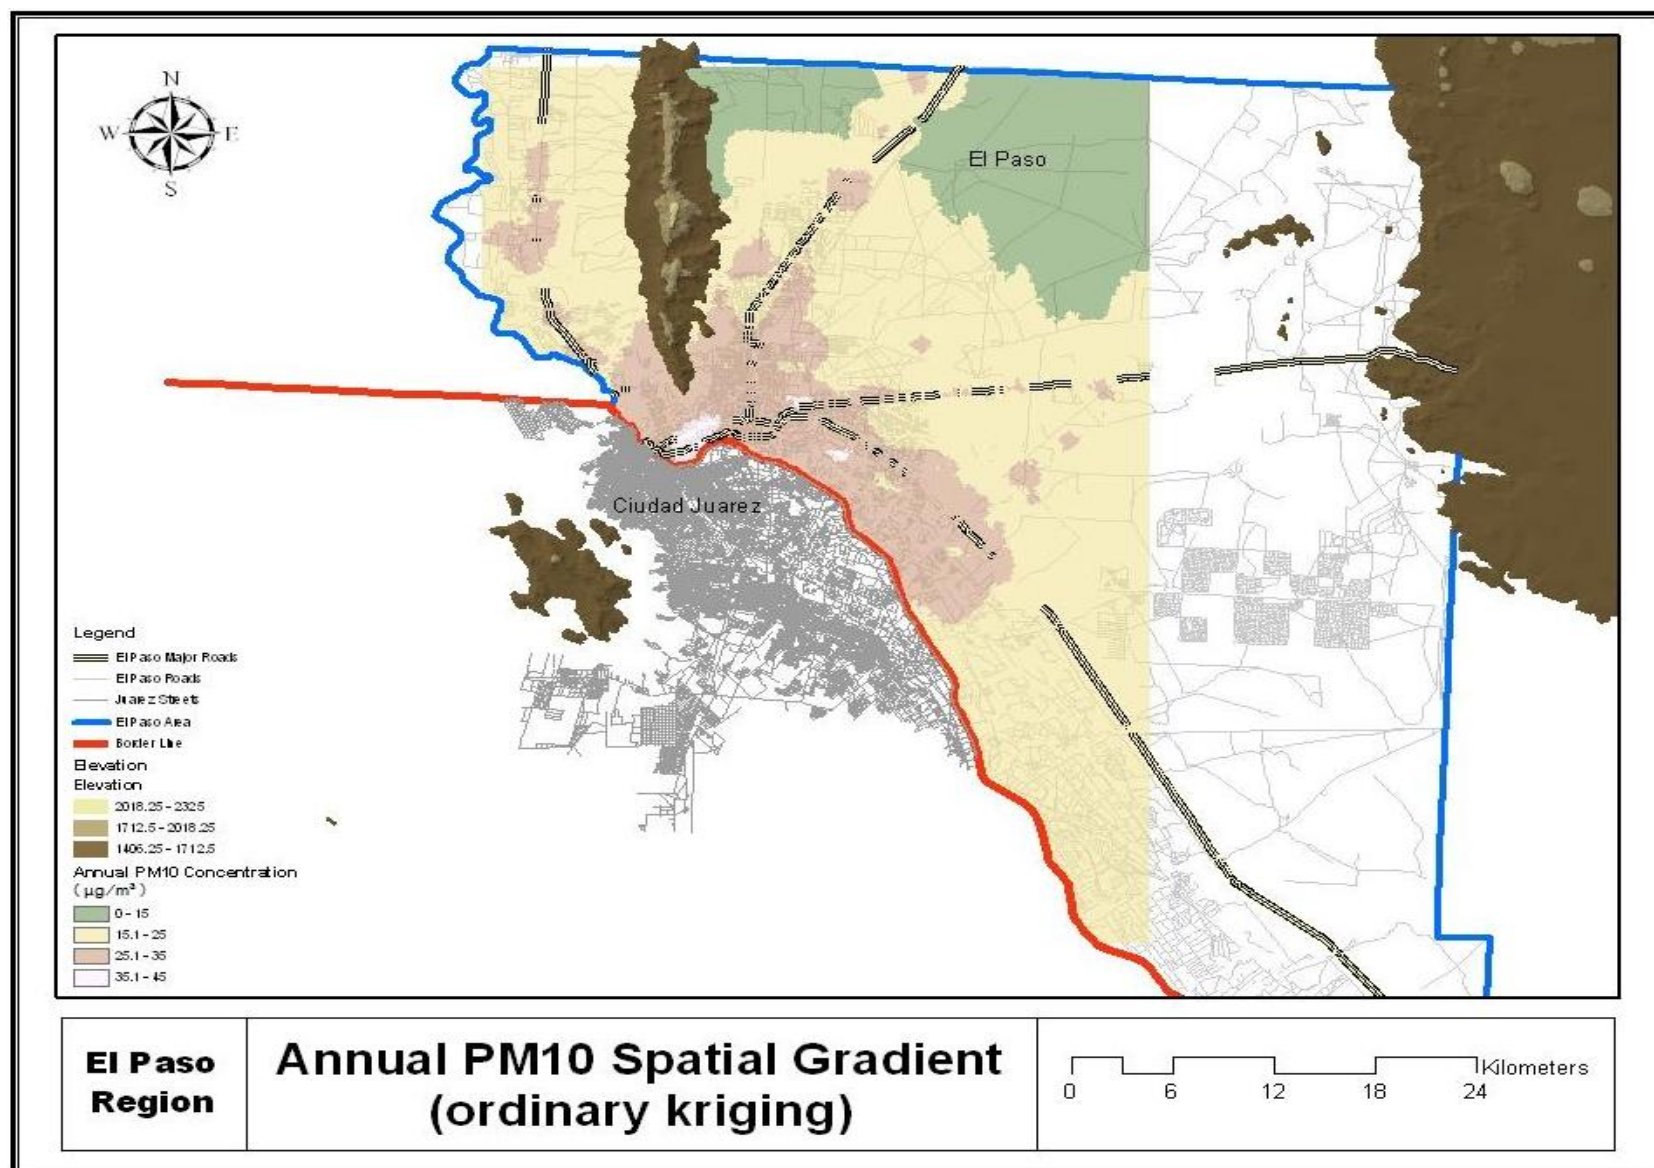 N
W E
S
El Paso
Ciudad Juarez
Legend
El Paso Major Roads
El Paso Roads
Juarez Streets
El Paso Area
Border Line
Elevation
Elevation
2018.25 - 2325
1712.5 - 2018.25
1406.25 - 1712.5
Annual PM10 Concentration
( µg/m³ )
0 - 15
15.1 - 25
25.1 - 35
35.1 - 45
El Paso
Region
Annual PM10 Spatial Gradient
(ordinary kriging)
Kilometers
0 6 12 18 24